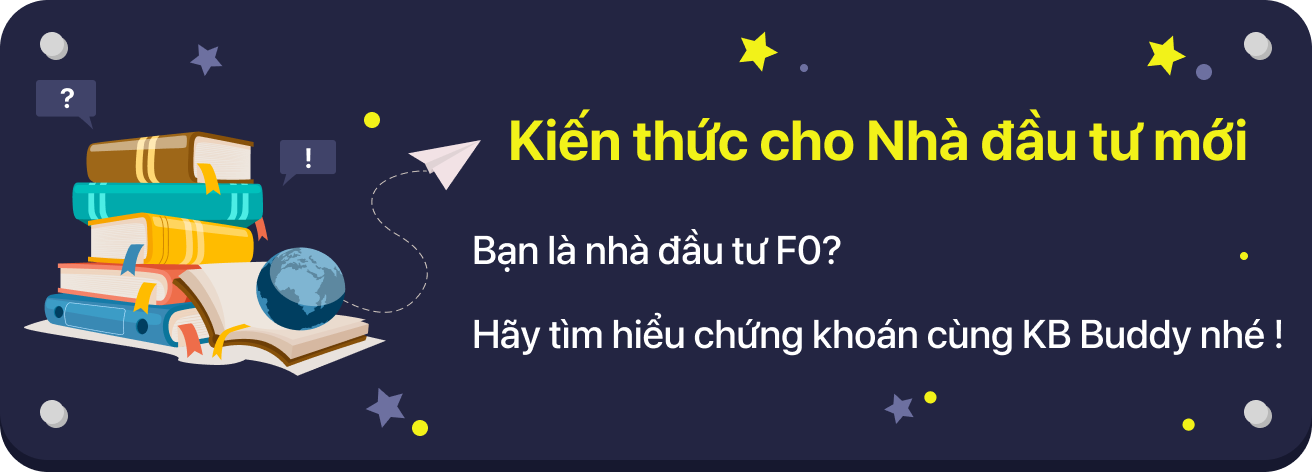 ?
!
Kiến thức cho Nhà đầu tư mới
Bạn là nhà đầu tư F0?
Hãy tìm hiểu chứng khoán cùng KB Buddy nhé !